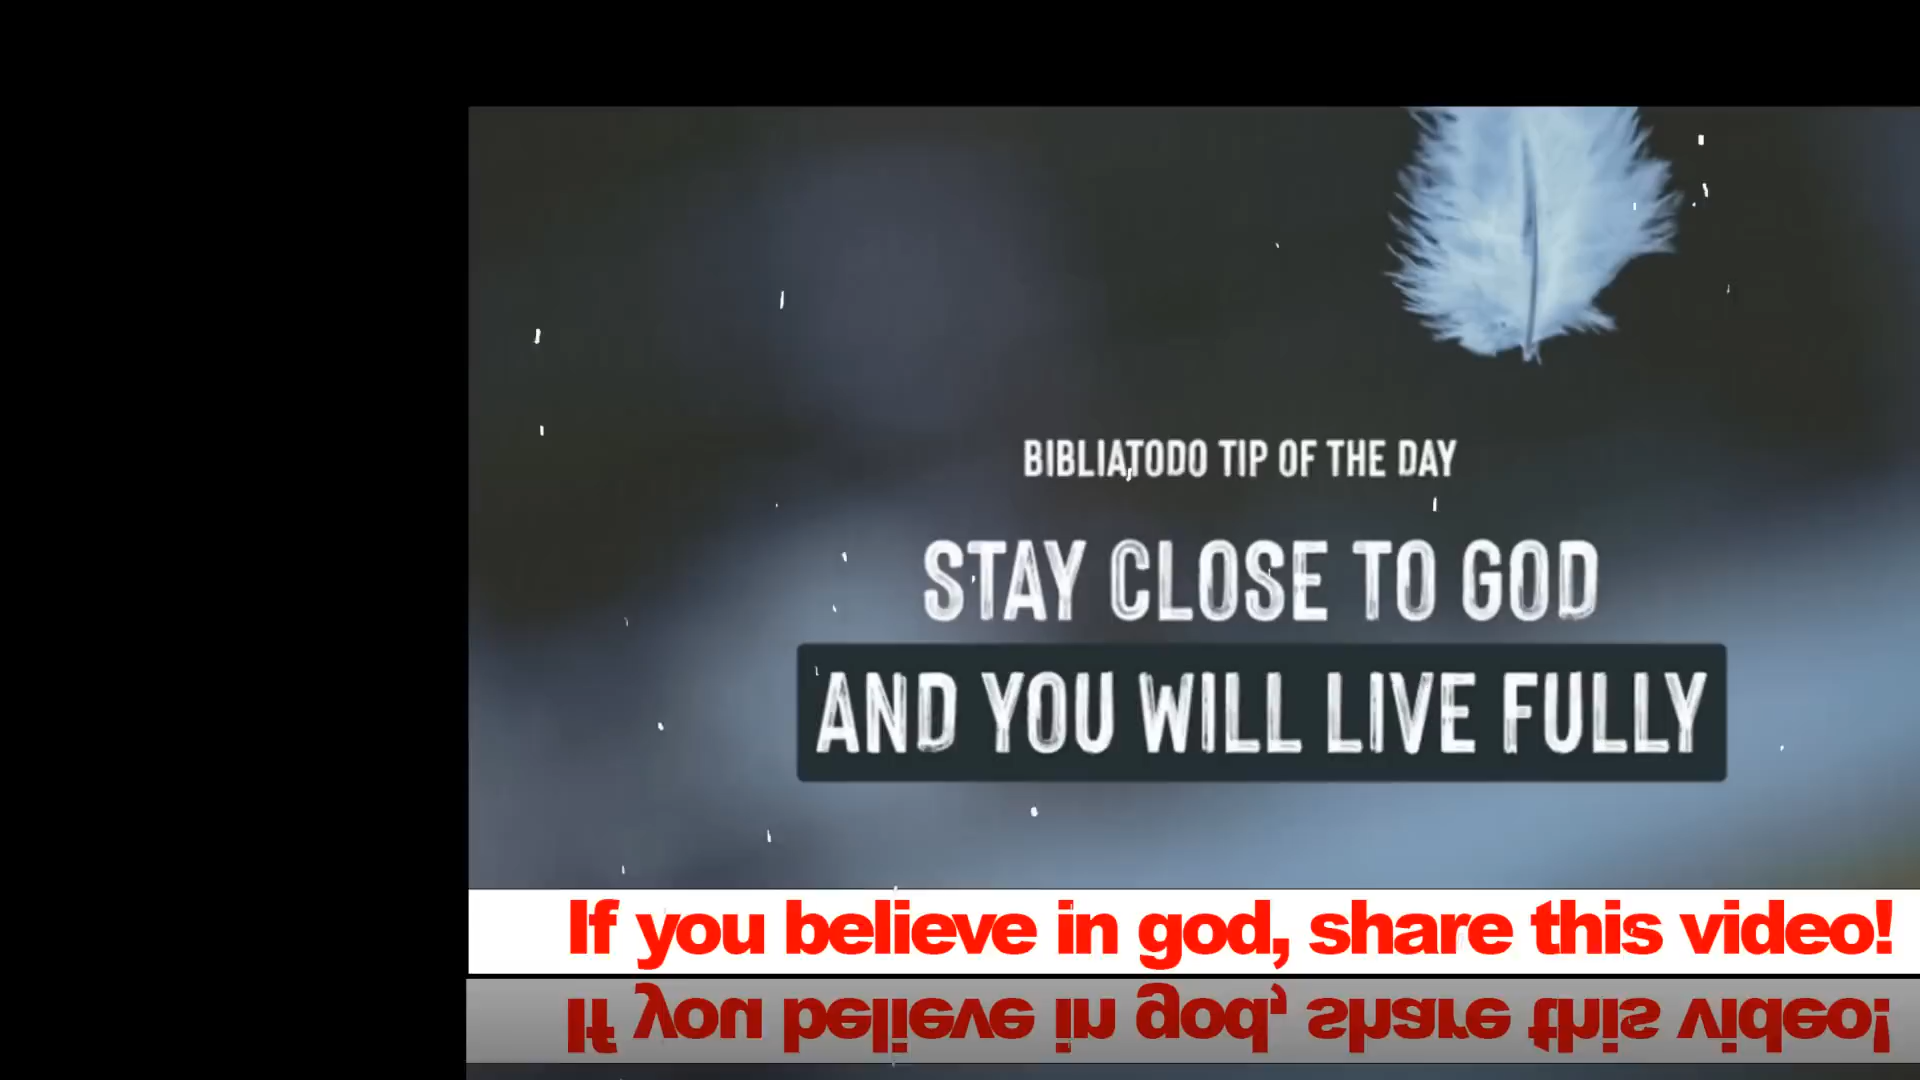 BIBLIATODO TIP OF THE DAY
STAY CLOSE TO GOD
AND YOU WILL LIVE FULLY
If you believe in god, share this video!
If you believe in god, share this video!